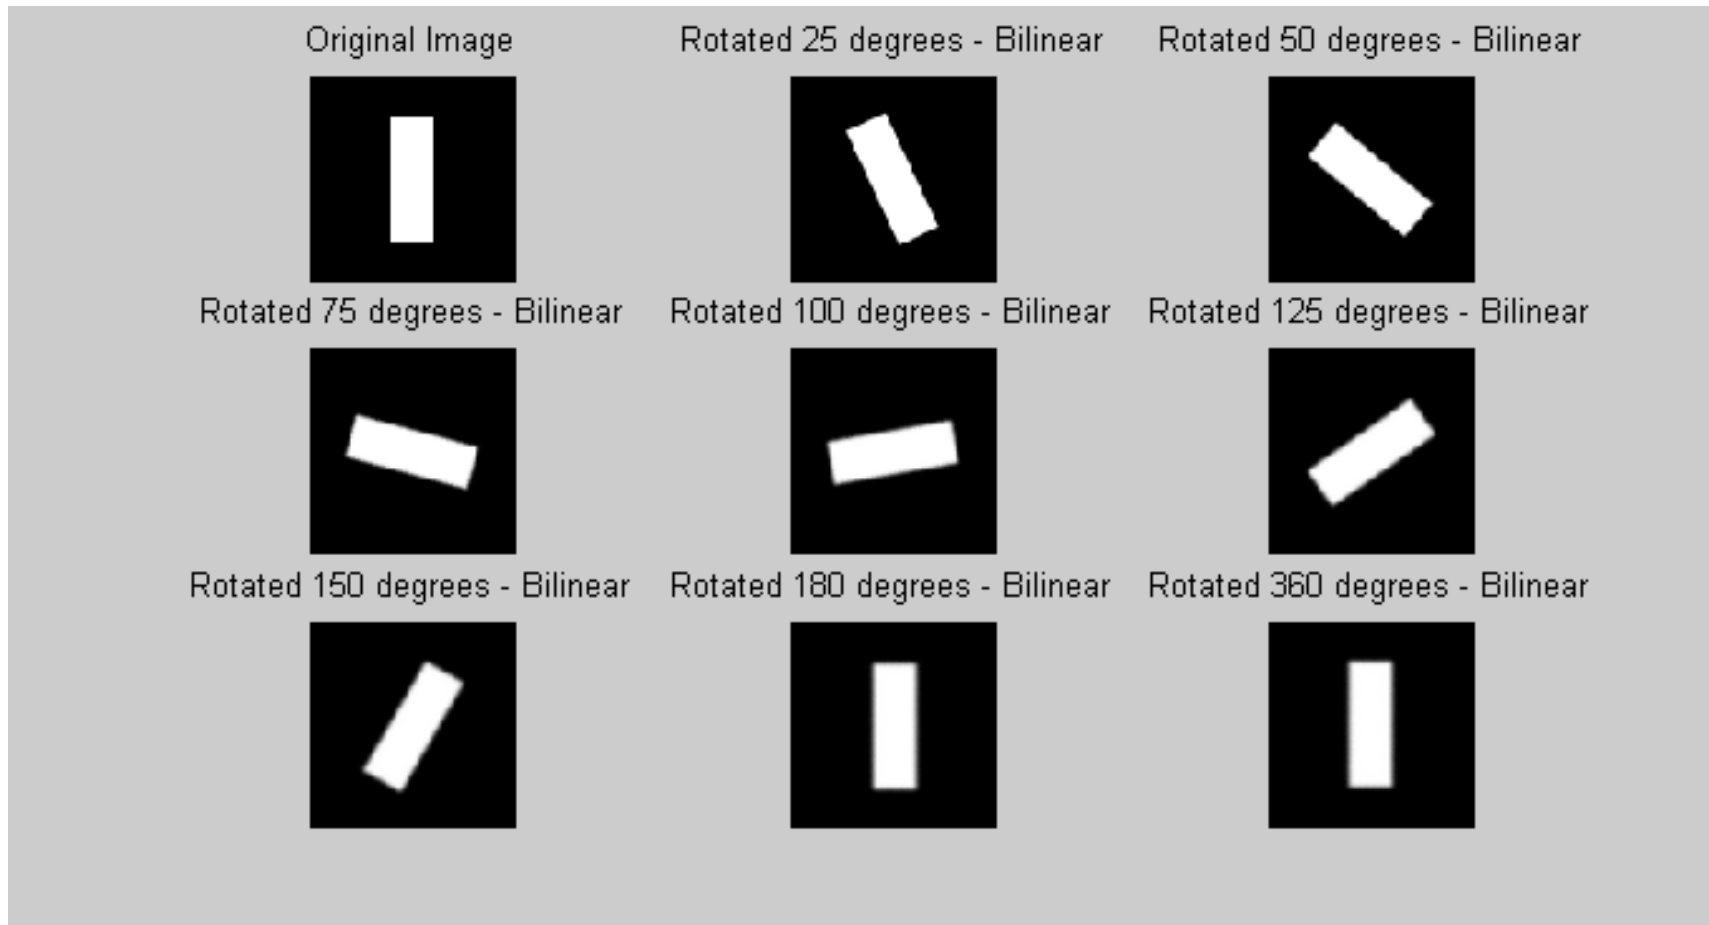 Original Image
Rotated 25 degrees - Bilinear
Rotated 50 degrees - Bilinear
Rotated 75 degrees - Bilinear
Rotated 100 degrees - Bilinear
Rotated 125 degrees - Bilinear
Rotated 150 degrees - Bilinear
Rotated 180 degrees - Bilinear
Rotated 360 degrees - Bilinear